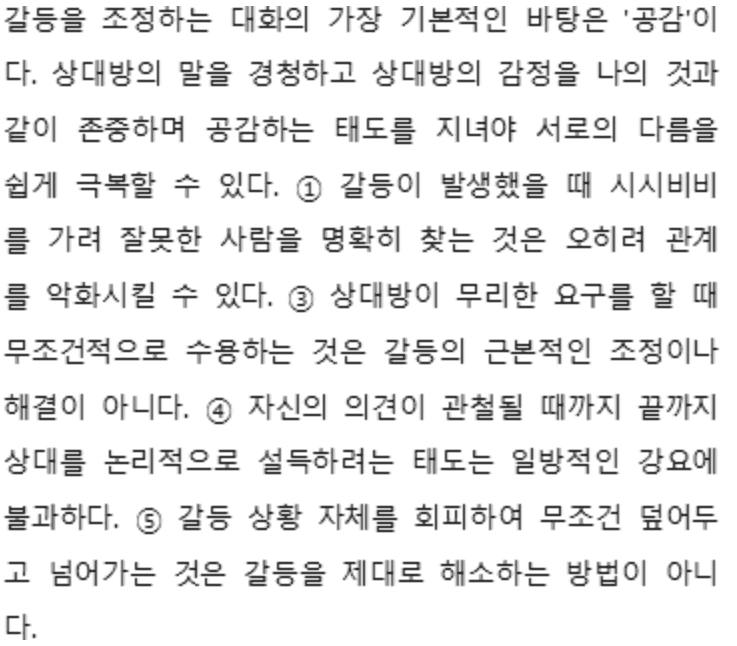 갈등을 조정하는 대화의 가장 기본적인 바탕은 '공감'이
다. 상대방의 말을 경청하고 상대방의 감정을 나의 것과
같이 존중하며 공감하는 태도를 지녀야 서로의 다름을
쉽게 극복할 수 있다. ① 갈등이 발생했을 때 시시비비
를 가려 잘못한 사람을 명확히 찾는 것은 오히려 관계
를 악화시킬 수 있다. ③ 상대방이 무리한 요구를 할 때
무조건적으로 수용하는 것은 갈등의 근본적인 조정이나
해결이 아니다. ④ 자신의 의견이 관철될 때까지 끝까지
상대를 논리적으로 설득하려는 태도는 일방적인 강요에
불과하다. ⑤ 갈등 상황 자체를 회피하여 무조건 덮어두
고 넘어가는 것은 갈등을 제대로 해소하는 방법이 아니
다.